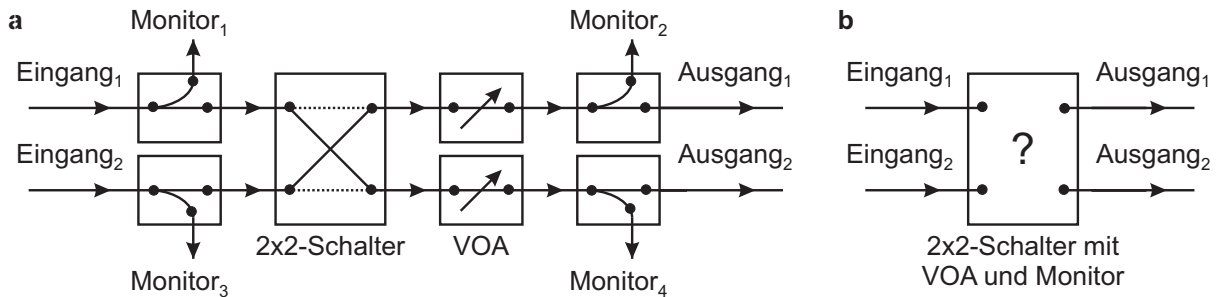 a
Monitor₁
Monitor₂
Eingang₁
Ausgang₁
Eingang₂
Ausgang₂
2x2-Schalter
VOA
Monitor₃
Monitor₄
b
Eingang₁
Ausgang₁
?
Eingang₂
Ausgang₂
2x2-Schalter mit
VOA und Monitor